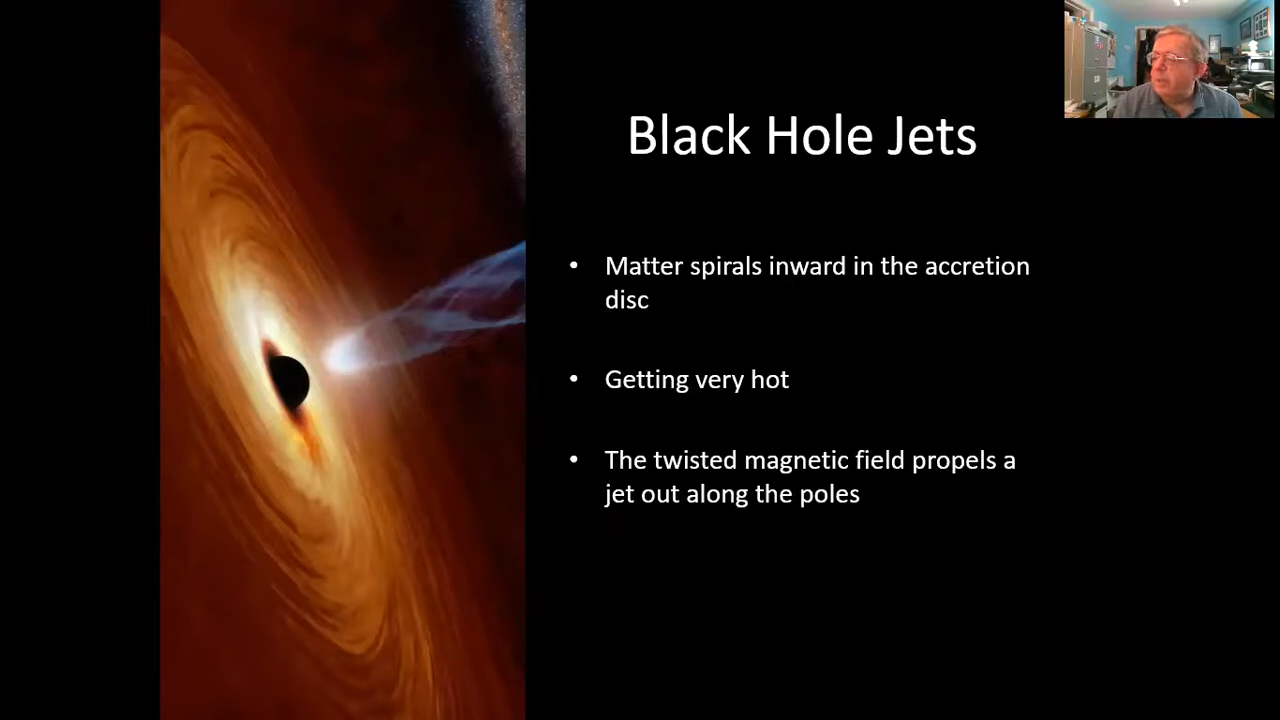 Black Hole Jets
• Matter spirals inward in the accretion
disc
• Getting very hot
• The twisted magnetic field propels a
jet out along the poles